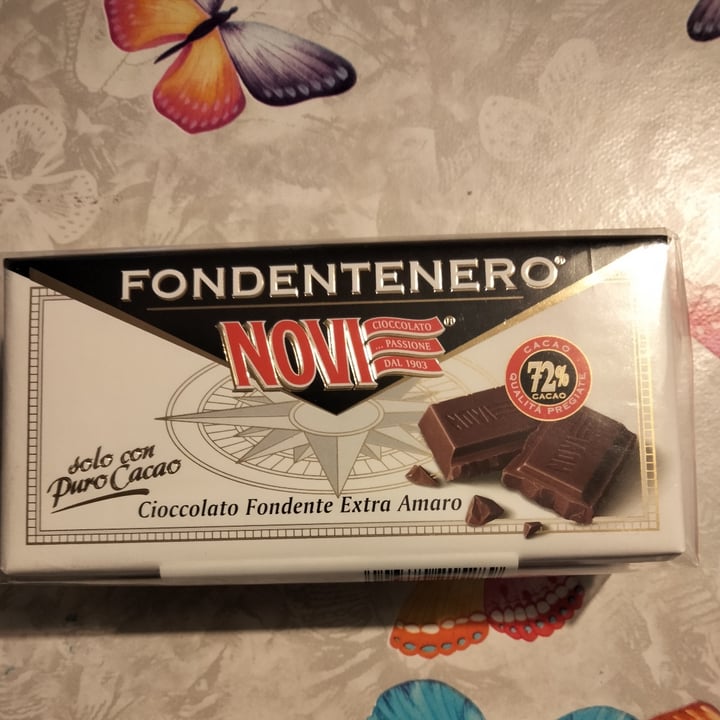 FONDENTENERO®
NOVI®
CIOCCOLATO
... PASSIONE
DAL 1903
CACAO
72%
CACAO
QUALITÀ PREGIATE
NOVI
NOVI
solo con
Puro Cacao
Cioccolato Fondente Extra Amaro